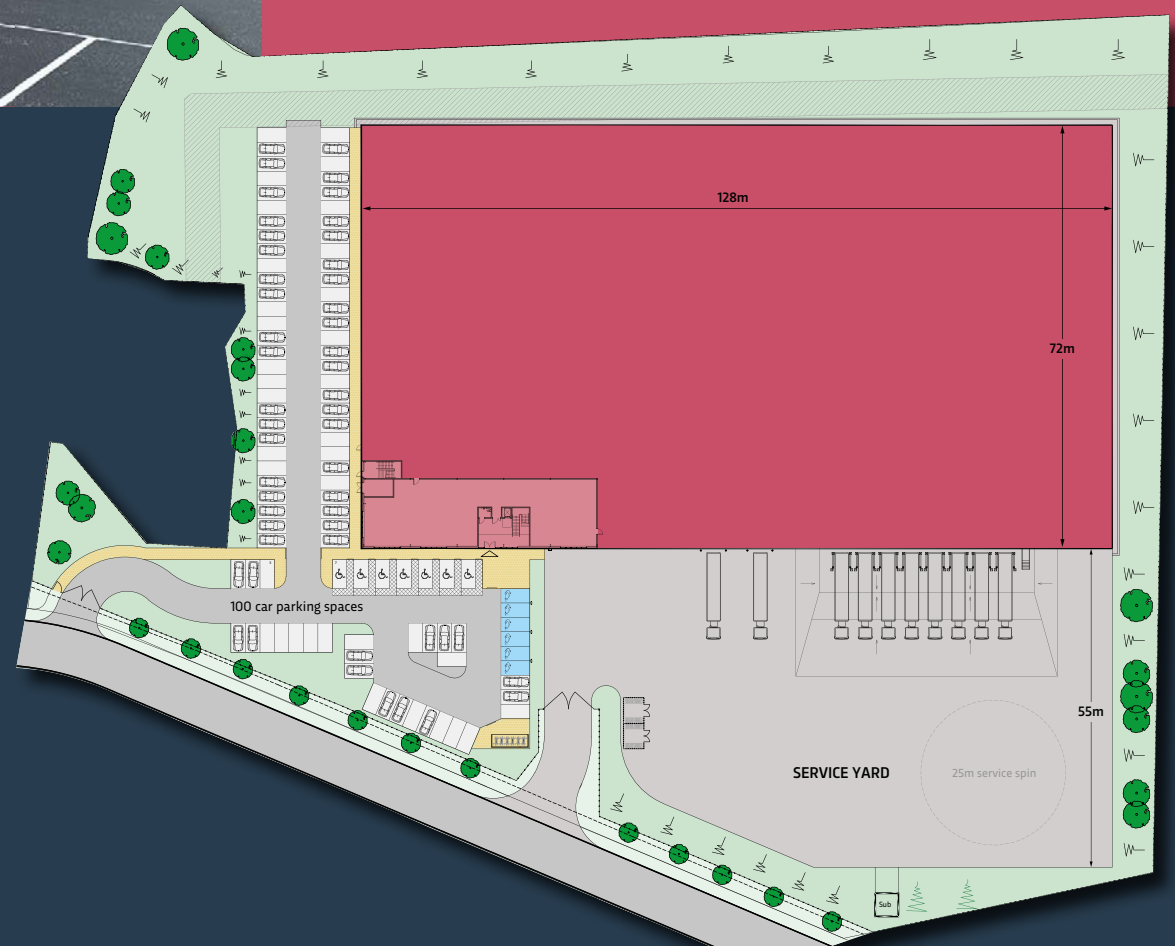 128m
72m
100 car parking spaces
55m
SERVICE YARD
25m service spin
Sub